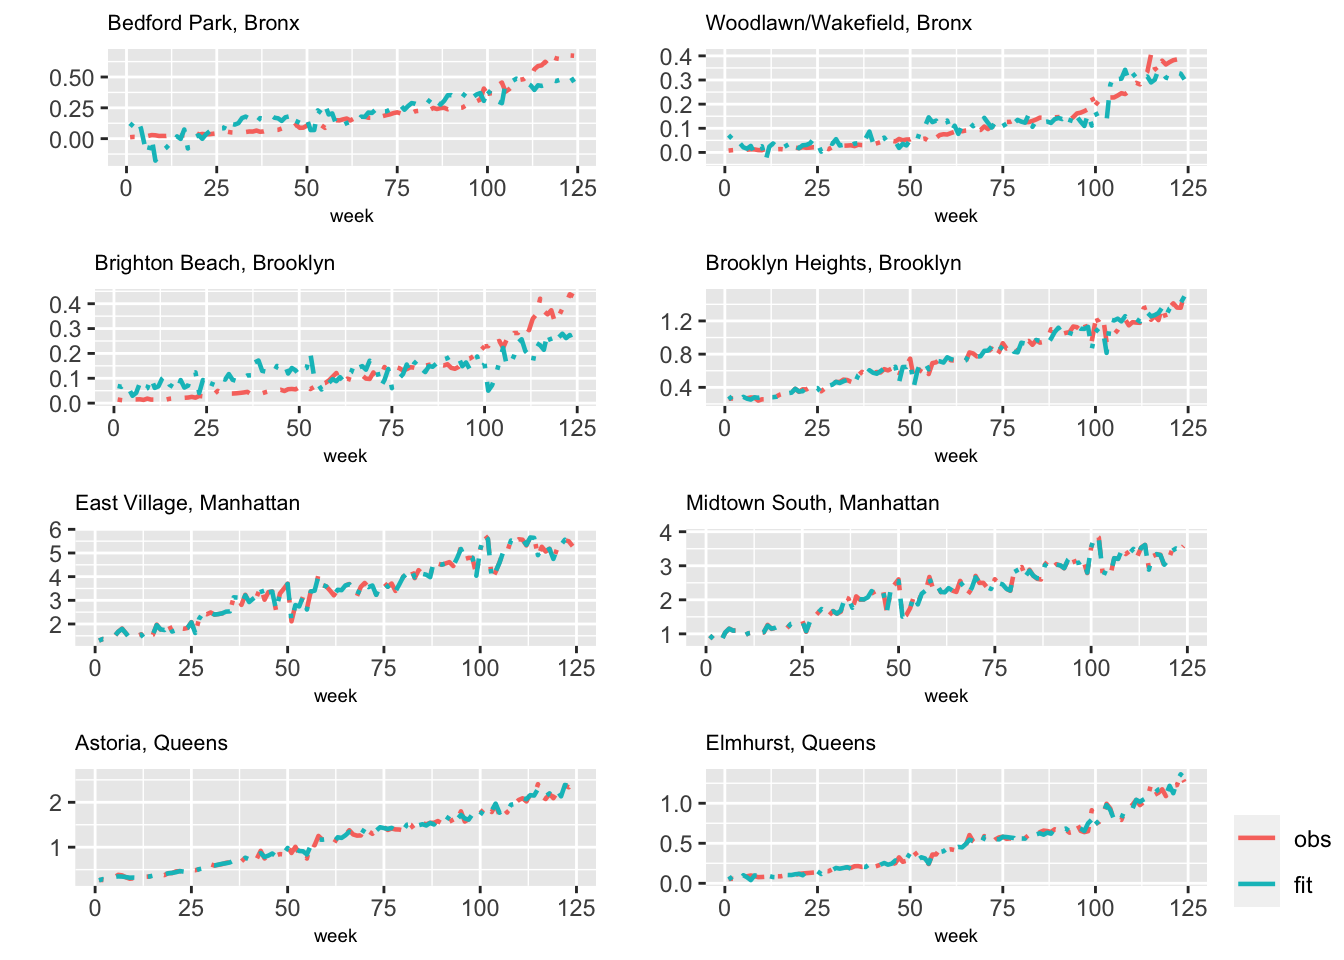 Bedford Park, Bronx
0.50
0.25
0.00
0 25 50 75 100 125
week
Woodlawn/Wakefield, Bronx
0.4
0.3
0.2
0.1
0.0
0 25 50 75 100 125
week
Brighton Beach, Brooklyn
0.4
0.3
0.2
0.1
0.0
0 25 50 75 100 125
week
Brooklyn Heights, Brooklyn
1.2
0.8
0.4
0 25 50 75 100 125
week
East Village, Manhattan
6
5
4
3
2
0 25 50 75 100 125
week
Midtown South, Manhattan
4
3
2
1
0 25 50 75 100 125
week
Astoria, Queens
2
1
0 25 50 75 100 125
week
Elmhurst, Queens
1.0
0.5
0.0
0 25 50 75 100 125
week
obs
fit